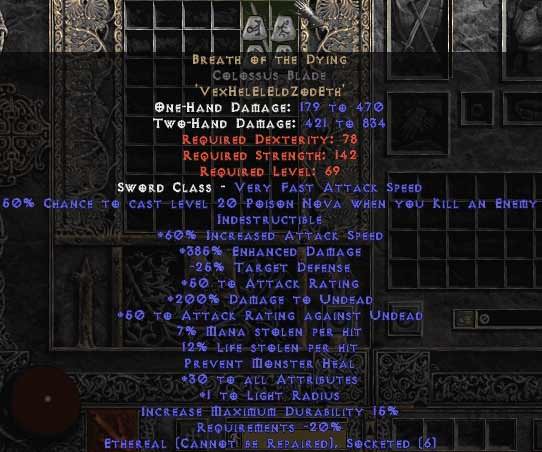 Breath of the Dying
Colossus Blade
'VexHelElEldZodEth'
One-Hand Damage: 179 to 470
Two-Hand Damage: 421 to 834
Required Dexterity: 78
Required Strength: 142
Required Level: 69
Sword Class - Very Fast Attack Speed
50% Chance to cast level 20 Poison Nova when you Kill an Enemy
Indestructible
+60% Increased Attack Speed
+385% Enhanced Damage
-25% Target Defense
+50 to Attack Rating
+200% Damage to Undead
+50 to Attack Rating against Undead
7% Mana stolen per hit
12% Life stolen per hit
Prevent Monster Heal
+30 to all Attributes
+1 to Light Radius
Increase Maximum Durability 15%
Requirements -20%
Ethereal (Cannot be Repaired), Socketed (6)